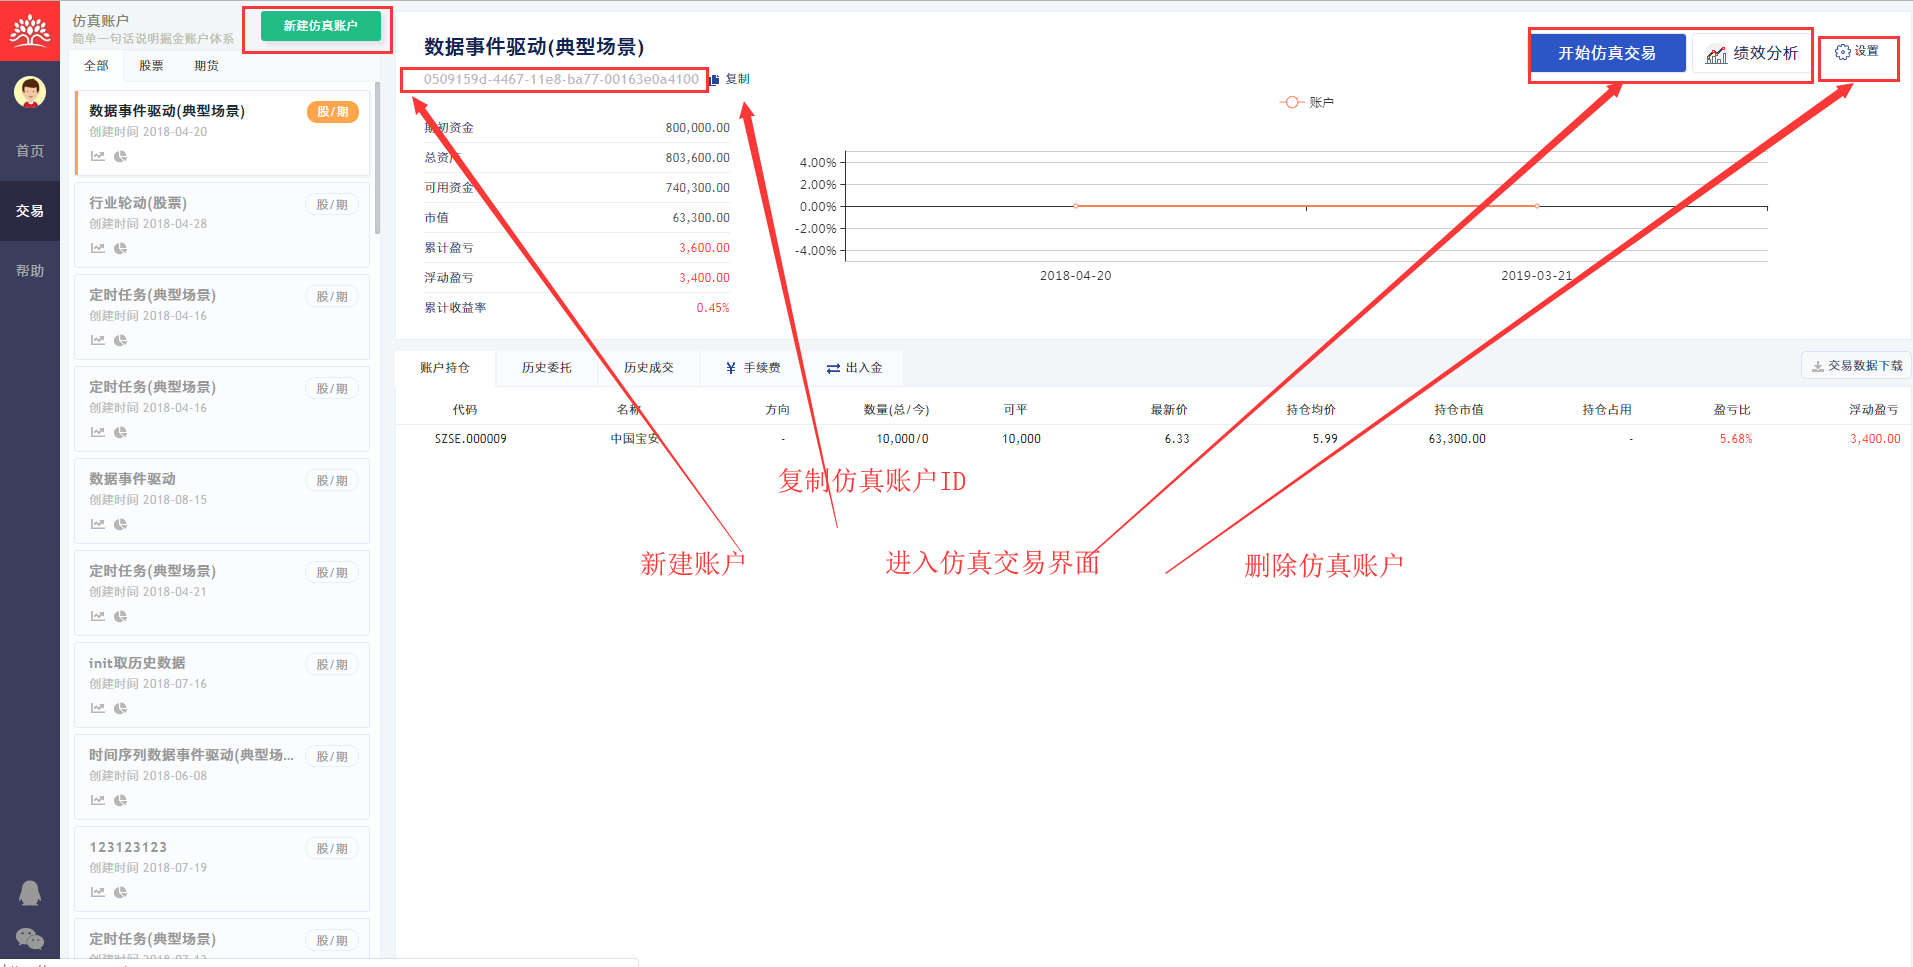 仿真账户
简单一句话说明掘金账户体系
新建仿真账户
全部 股票 期货
首页
交易
帮助
数据事件驱动(典型场景)
股/期
创建时间 2018-04-20
行业轮动(股票)
股/期
创建时间 2018-04-28
定时任务(典型场景)
股/期
创建时间 2018-04-16
定时任务(典型场景)
股/期
创建时间 2018-04-16
数据事件驱动
股/期
创建时间 2018-08-15
定时任务(典型场景)
股/期
创建时间 2018-04-21
init取历史数据
股/期
创建时间 2018-07-16
时间序列数据事件驱动(典型场...
股/期
创建时间 2018-06-08
123123123
股/期
创建时间 2018-07-19
定时任务(典型场景)
股/期
创建时间 2018-07-13
数据事件驱动(典型场景)
0509159d-4467-11e8-ba77-00163e0a4100 复制
开始仿真交易 绩效分析 设置
期初资金 800,000.00
总资产 803,600.00
可用资金 740,300.00
市值 63,300.00
累计盈亏 3,600.00
浮动盈亏 3,400.00
累计收益率 0.45%
账户
4.00%
2.00%
0.00%
-2.00%
-4.00%
2018-04-20 2019-03-21
账户持仓 历史委托 历史成交 ¥ 手续费 出入金 交易数据下载
代码 名称 方向 数量(总/今) 可平 最新价 持仓均价 持仓市值 持仓占用 盈亏比 浮动盈亏
SZSE.000009 中国宝安 - 10,000/0 10,000 6.33 5.99 63,300.00 - 5.68% 3,400.00
复制仿真账户ID
新建账户 进入仿真交易界面 删除仿真账户